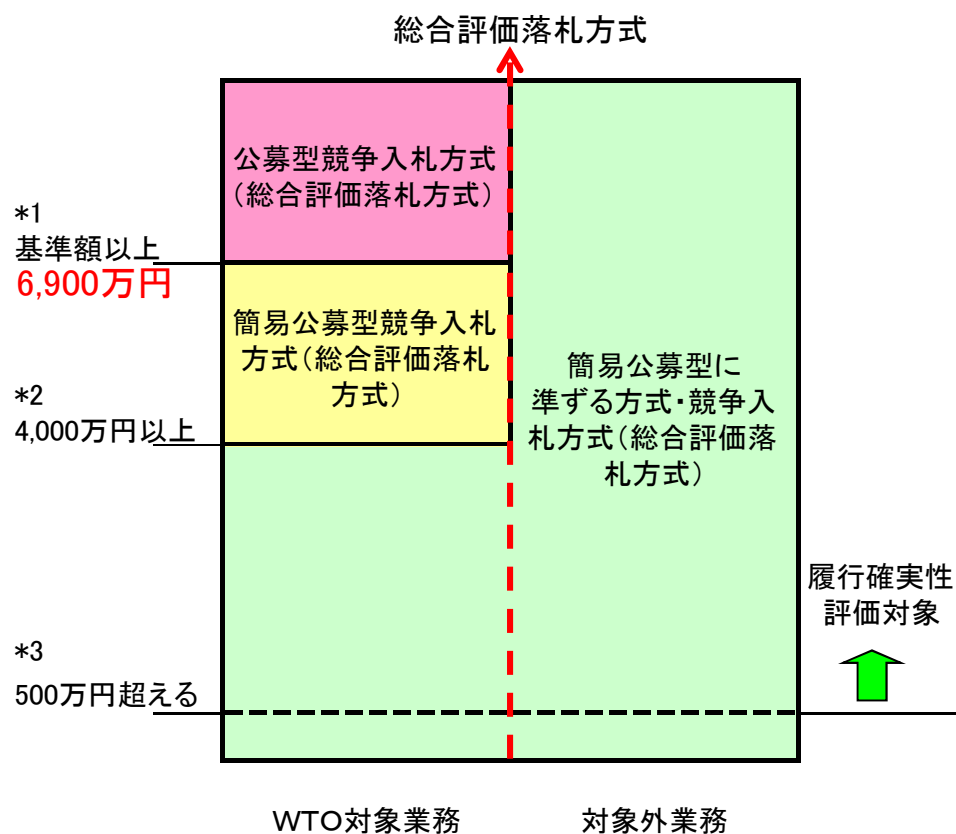 総合評価落札方式
公募型競争入札方式
(総合評価落札方式)
*1
基準額以上
6,900万円
簡易公募型競争入札
方式(総合評価落札
方式)
*2
4,000万円以上
簡易公募型に
準ずる方式・競争入
札方式(総合評価落
札方式)
履行確実性
評価対象
*3
500万円超える
WTO対象業務
対象外業務